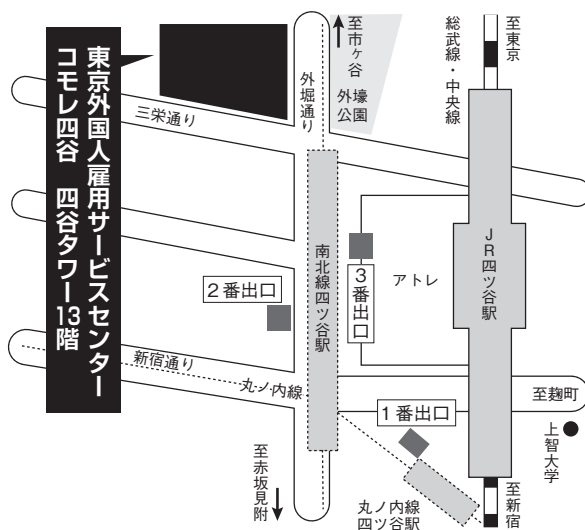 東京外国人雇用サービスセンター
コモレ四谷 四谷タワー13階
三栄通り
外堀通り
至市ヶ谷
外壕
公園
総武線・中央線
至東京
南北線四ツ谷駅
2番出口
3番出口
アトレ
JR四ツ谷駅
新宿通り
丸ノ内線
至麹町
1番出口
上智大学
至赤坂見附
丸ノ内線
四ツ谷駅
至新宿